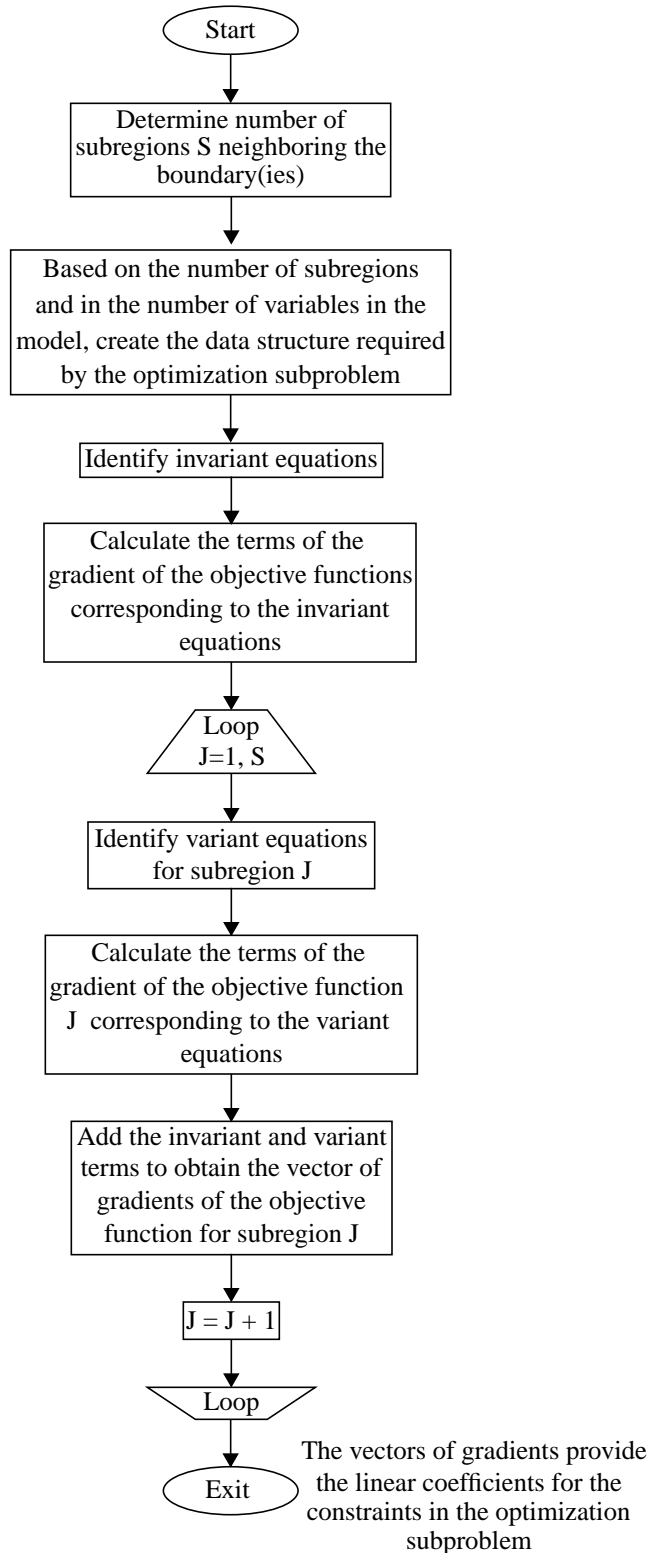 Start
Determine number of
subregions S neighboring the
boundary(ies)
Based on the number of subregions
and in the number of variables in the
model, create the data structure required
by the optimization subproblem
Identify invariant equations
Calculate the terms of the
gradient of the objective functions
corresponding to the invariant
equations
Loop
J=1, S
Identify variant equations
for subregion J
Calculate the terms of the
gradient of the objective function
J corresponding to the variant
equations
Add the invariant and variant
terms to obtain the vector of
gradients of the objective
function for subregion J
J = J + 1
Loop
Exit
The vectors of gradients provide
the linear coefficients for the
constraints in the optimization
subproblem